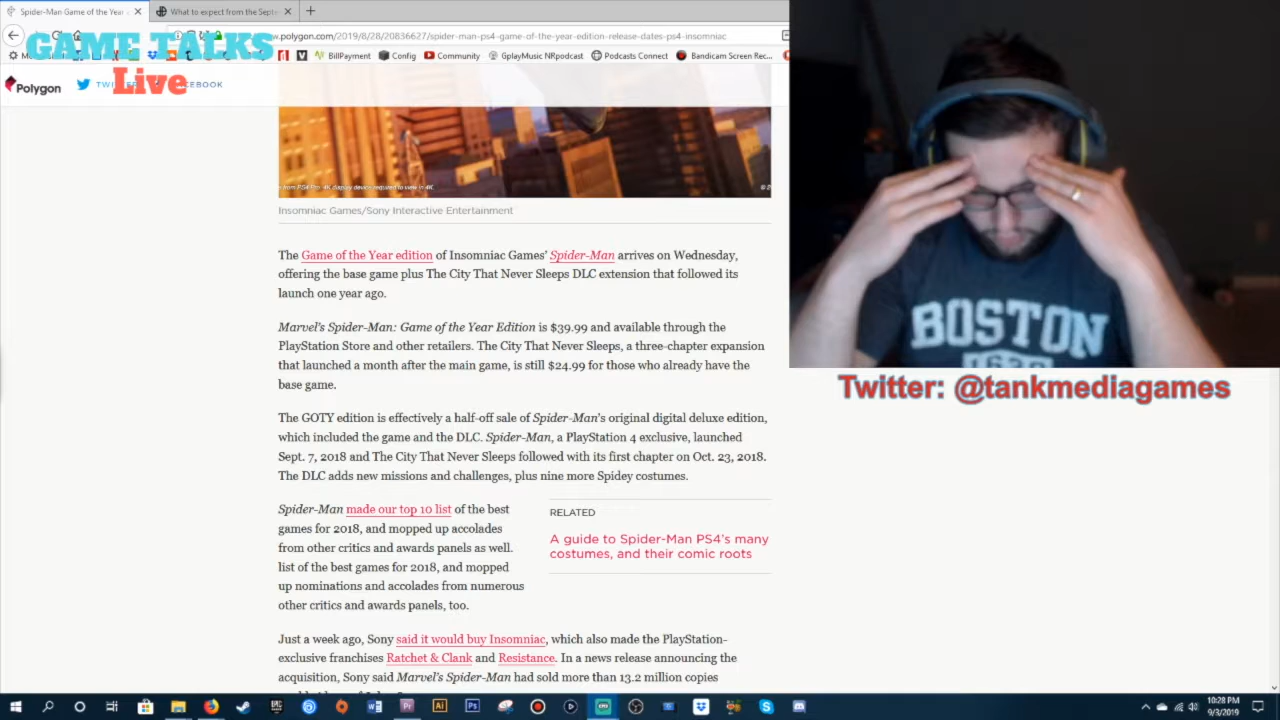 Spider-Man Game of the Year
What to expect from the Sept
GAME TALKS
Live
w.polygon.com/2019/8/28/20836627/spider-man-ps4-game-of-the-year-edition-release-dates-ps4-insomniac
BillPayment
Config
Community
GplayMusic NRpodcast
Podcasts Connect
Bandicam Screen Rec...
Polygon
from PS4 Pro. 4K display device required to view in 4K.
Insomniac Games/Sony Interactive Entertainment
The Game of the Year edition of Insomniac Games' Spider-Man arrives on Wednesday,
offering the base game plus The City That Never Sleeps DLC extension that followed its
launch one year ago.
Marvel's Spider-Man: Game of the Year Edition is $39.99 and available through the
PlayStation Store and other retailers. The City That Never Sleeps, a three-chapter expansion
that launched a month after the main game, is still $24.99 for those who already have the
base game.
The GOTY edition is effectively a half-off sale of Spider-Man's original digital deluxe edition,
which included the game and the DLC. Spider-Man, a PlayStation 4 exclusive, launched
Sept. 7, 2018 and The City That Never Sleeps followed with its first chapter on Oct. 23, 2018.
The DLC adds new missions and challenges, plus nine more Spidey costumes.
Spider-Man made our top 10 list of the best
games for 2018, and mopped up accolades
from other critics and awards panels as well.
list of the best games for 2018, and mopped
up nominations and accolades from numerous
other critics and awards panels, too.
RELATED
A guide to Spider-Man PS4's many
costumes, and their comic roots
Just a week ago, Sony said it would buy Insomniac, which also made the PlayStation-
exclusive franchises Ratchet & Clank and Resistance. In a news release announcing the
acquisition, Sony said Marvel's Spider-Man had sold more than 13.2 million copies
BOSTON
Twitter: @tankmediagames
10:28 PM
9/3/2019